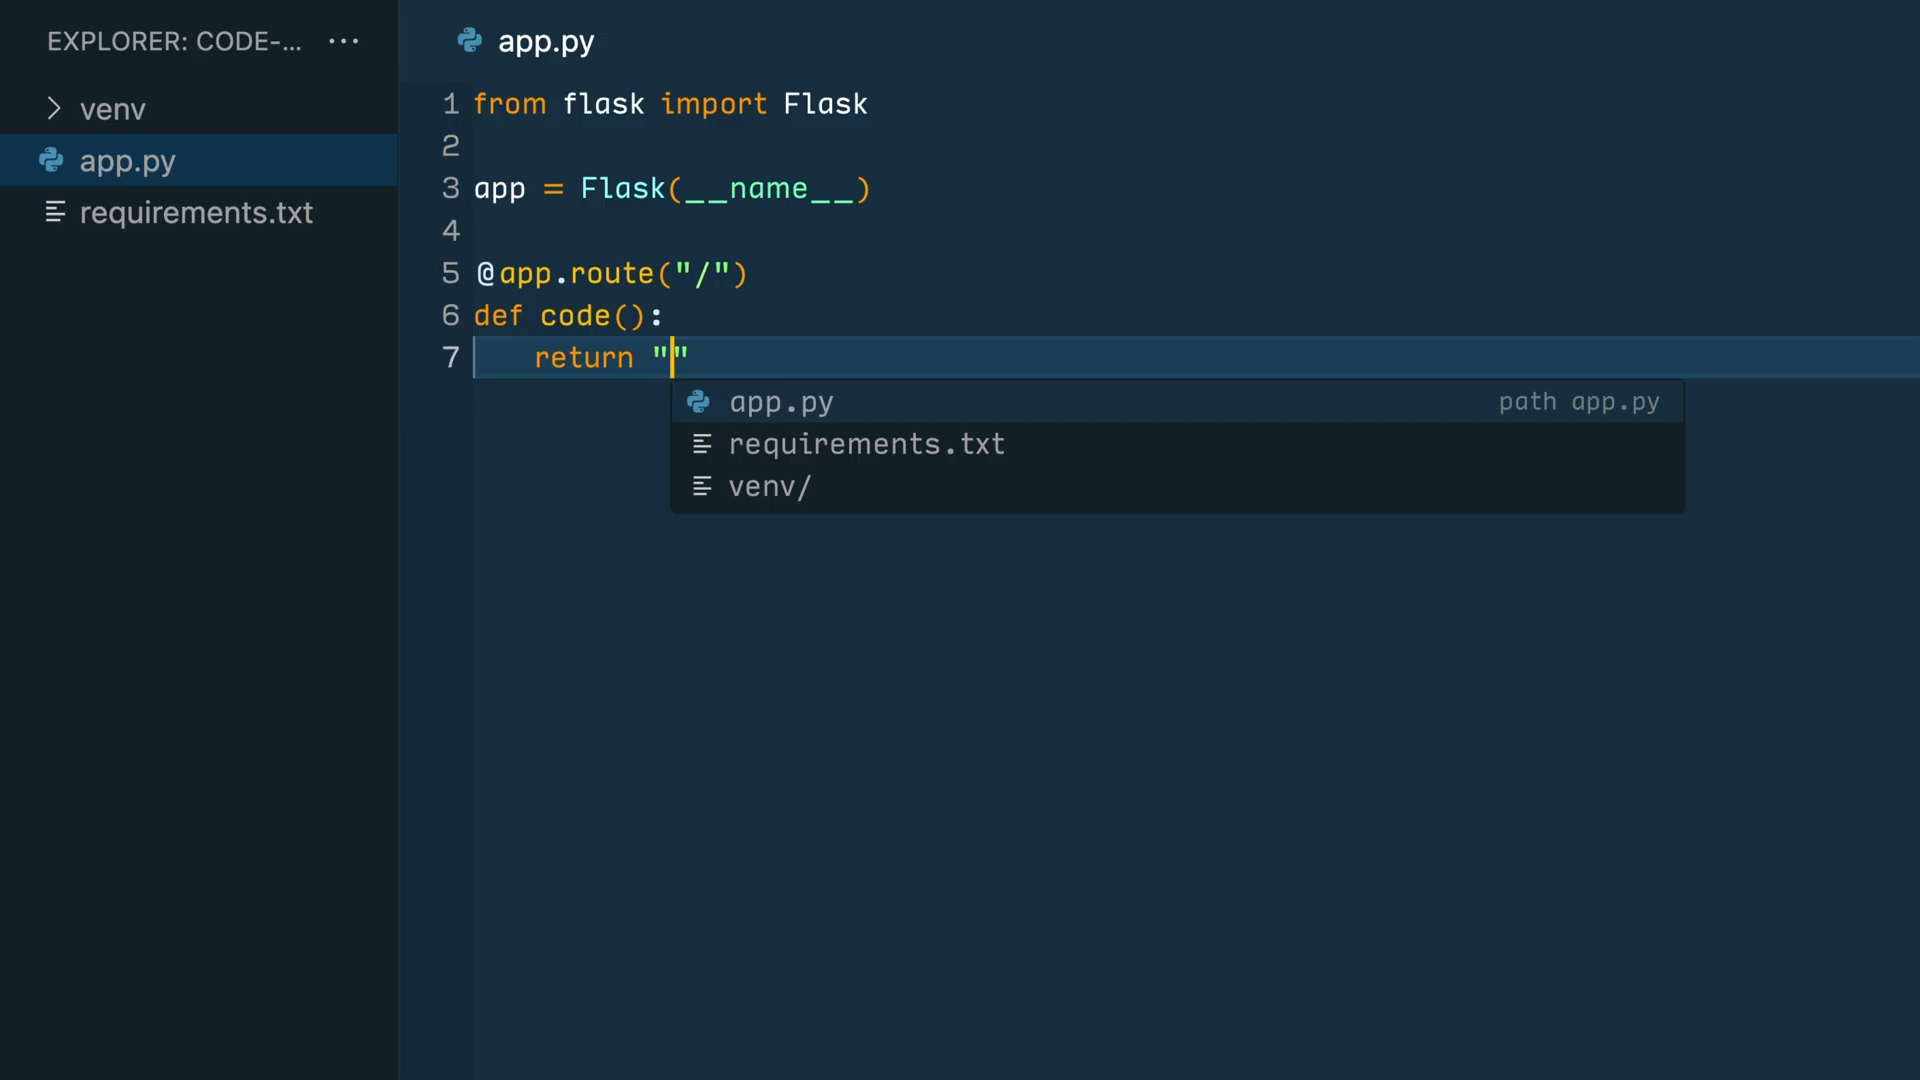 EXPLORER: CODE-... ···
venv
app.py
requirements.txt
app.py
1 from flask import Flask
2
3 app = Flask(__name__)
4
5 @app.route("/")
6 def code():
7     return ""
app.py path app.py
requirements.txt
venv/